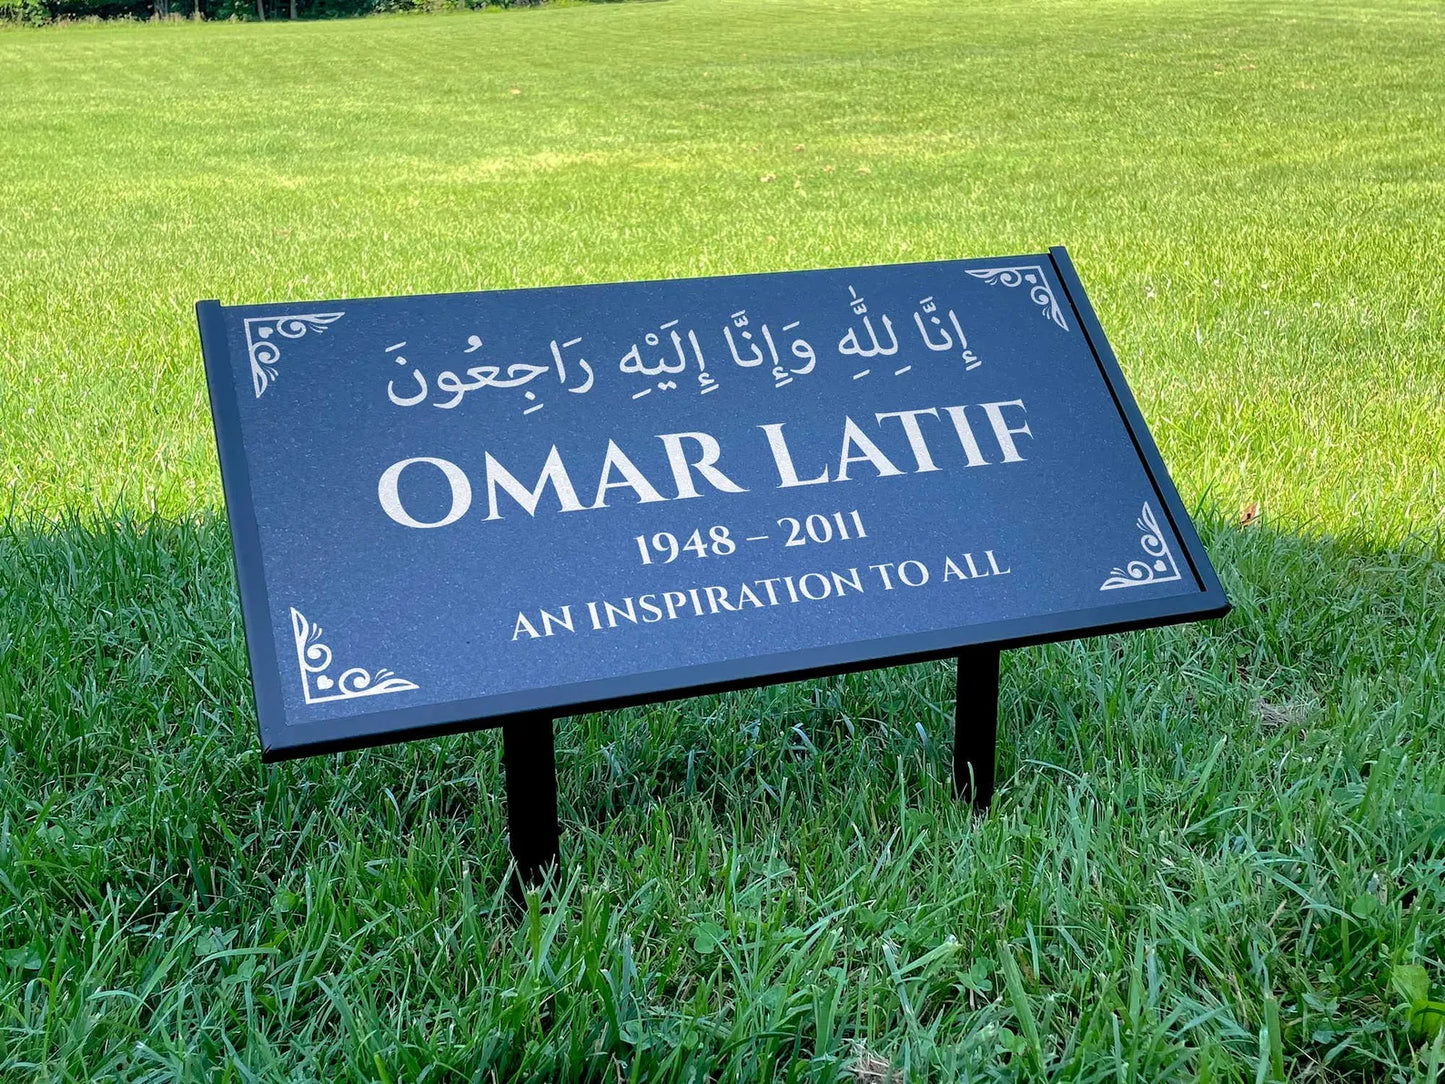 إِنَّا لِلَّٰهِ وَإِنَّا إِلَيْهِ رَاجِعُونَ
OMAR LATIF
1948 – 2011
AN INSPIRATION TO ALL